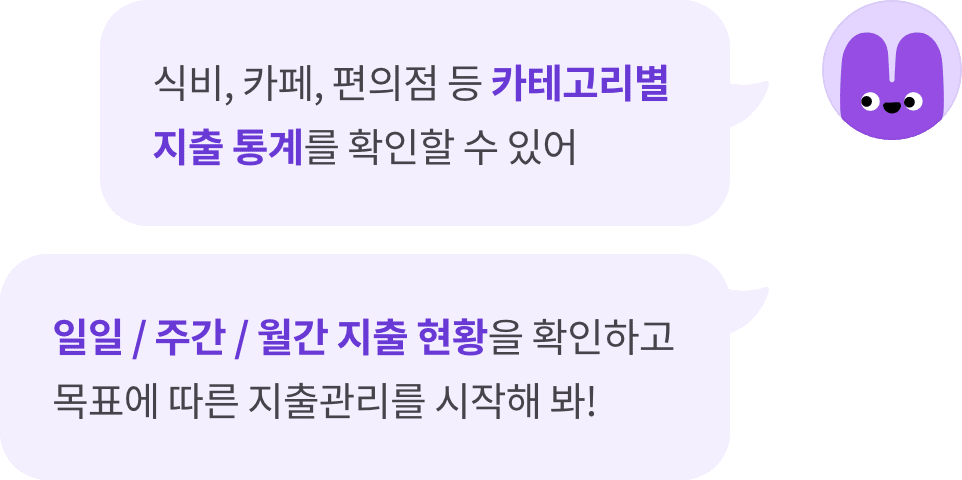 식비, 카페, 편의점 등 카테고리별
지출 통계를 확인할 수 있어
일일 / 주간 / 월간 지출 현황을 확인하고
목표에 따른 지출관리를 시작해 봐!